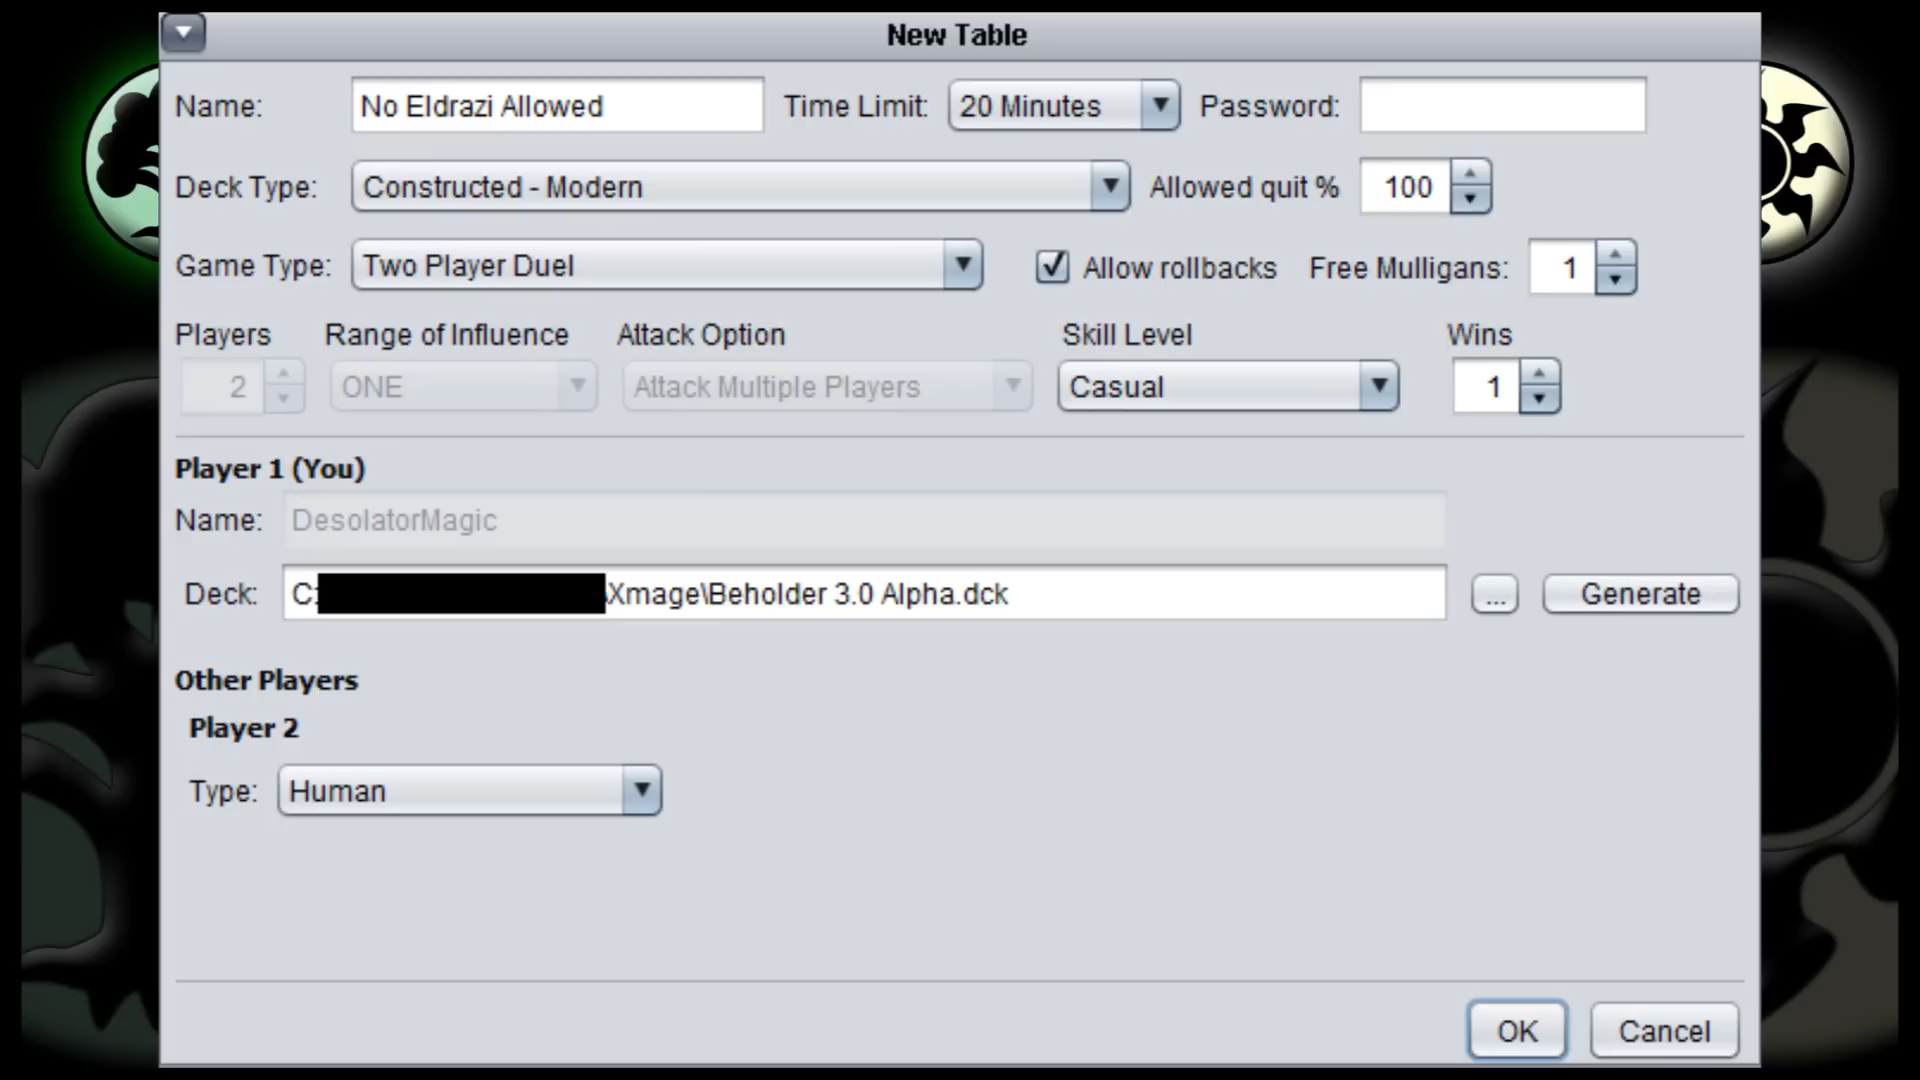 New Table
Name: No Eldrazi Allowed Time Limit: 20 Minutes Password:
Deck Type: Constructed - Modern Allowed quit % 100
Game Type: Two Player Duel Allow rollbacks Free Mulligans: 1
Players Range of Influence Attack Option Skill Level Wins
2 ONE Attack Multiple Players Casual 1
Player 1 (You)
Name: DesolatorMagic
Deck: C: Xmage\Beholder 3.0 Alpha.dck ... Generate
Other Players
Player 2
Type: Human
OK Cancel